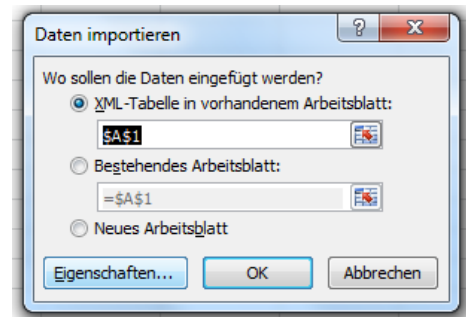 Daten importieren
Wo sollen die Daten eingefügt werden?
XML-Tabelle in vorhandenem Arbeitsblatt:
$A$1
Bestehendes Arbeitsblatt:
=$A$1
Neues Arbeitsblatt
Eigenschaften... OK Abbrechen